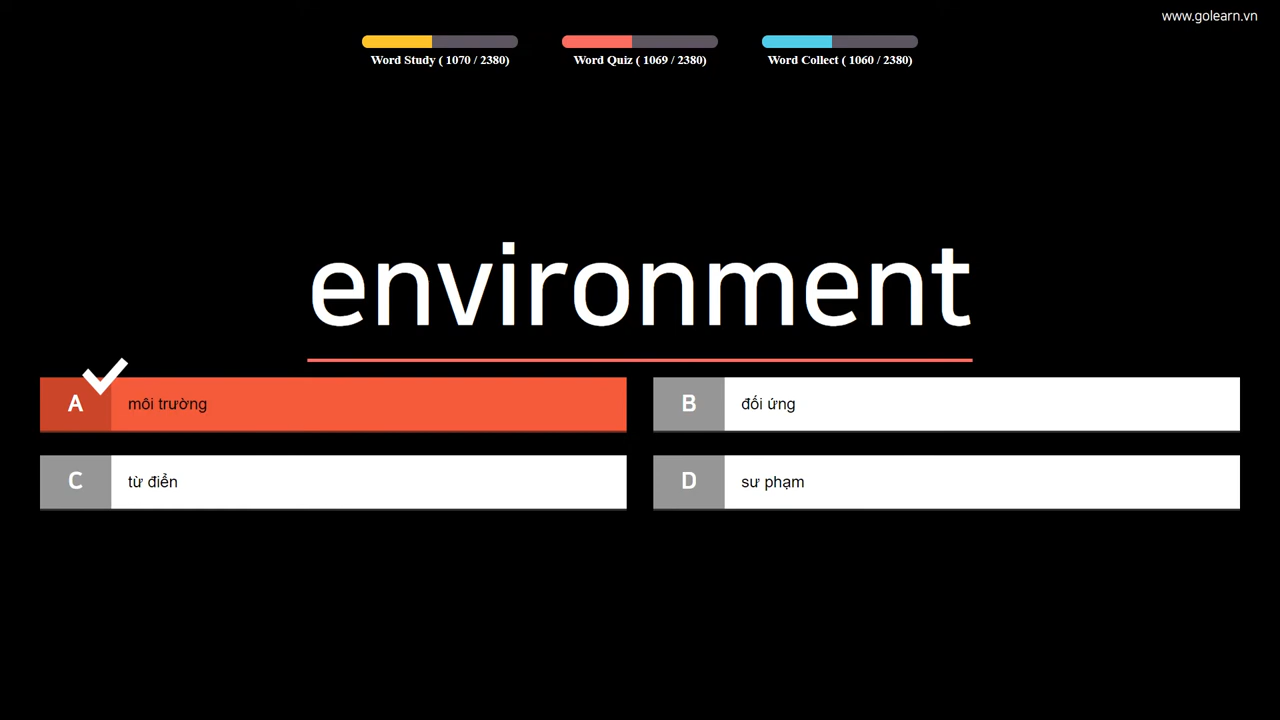 www.golearn.vn
Word Study ( 1070 / 2380)
Word Quiz ( 1069 / 2380)
Word Collect ( 1060 / 2380)
environment
A môi trường
B đối ứng
C từ điển
D sư phạm